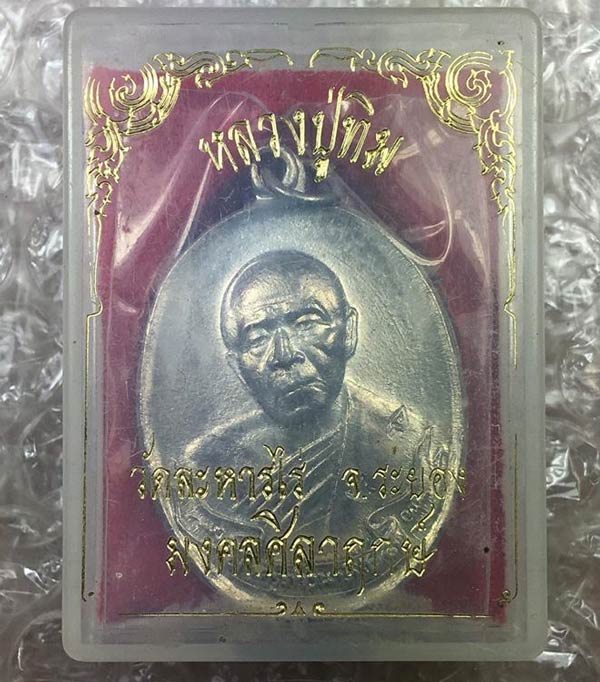 หลวงปู่ทิม
วัดละหารไร่ จ.ระยอง
มงคลศิลาฤกษ์